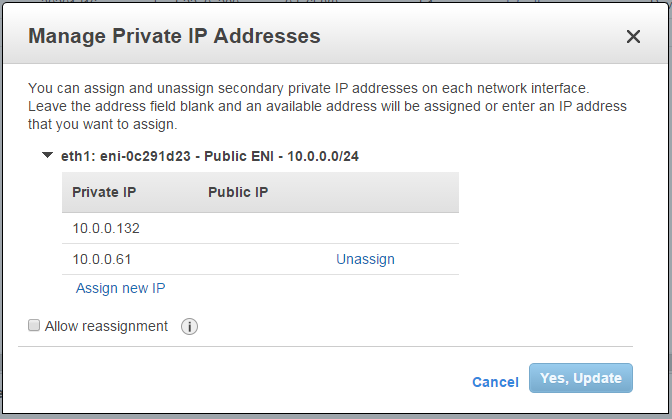 Manage Private IP Addresses
You can assign and unassign secondary private IP addresses on each network interface.
Leave the address field blank and an available address will be assigned or enter an IP address
that you want to assign.
eth1: eni-0c291d23 - Public ENI - 10.0.0.0/24
Private IP Public IP
10.0.0.132
10.0.0.61 Unassign
Assign new IP
Allow reassignment i
Cancel Yes, Update